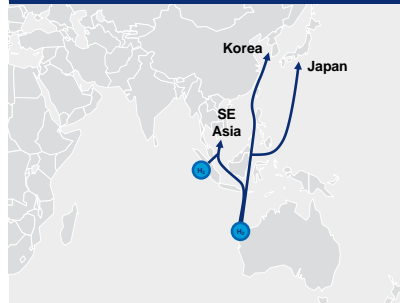 Korea
Japan
SE
Asia
H₂
H₂